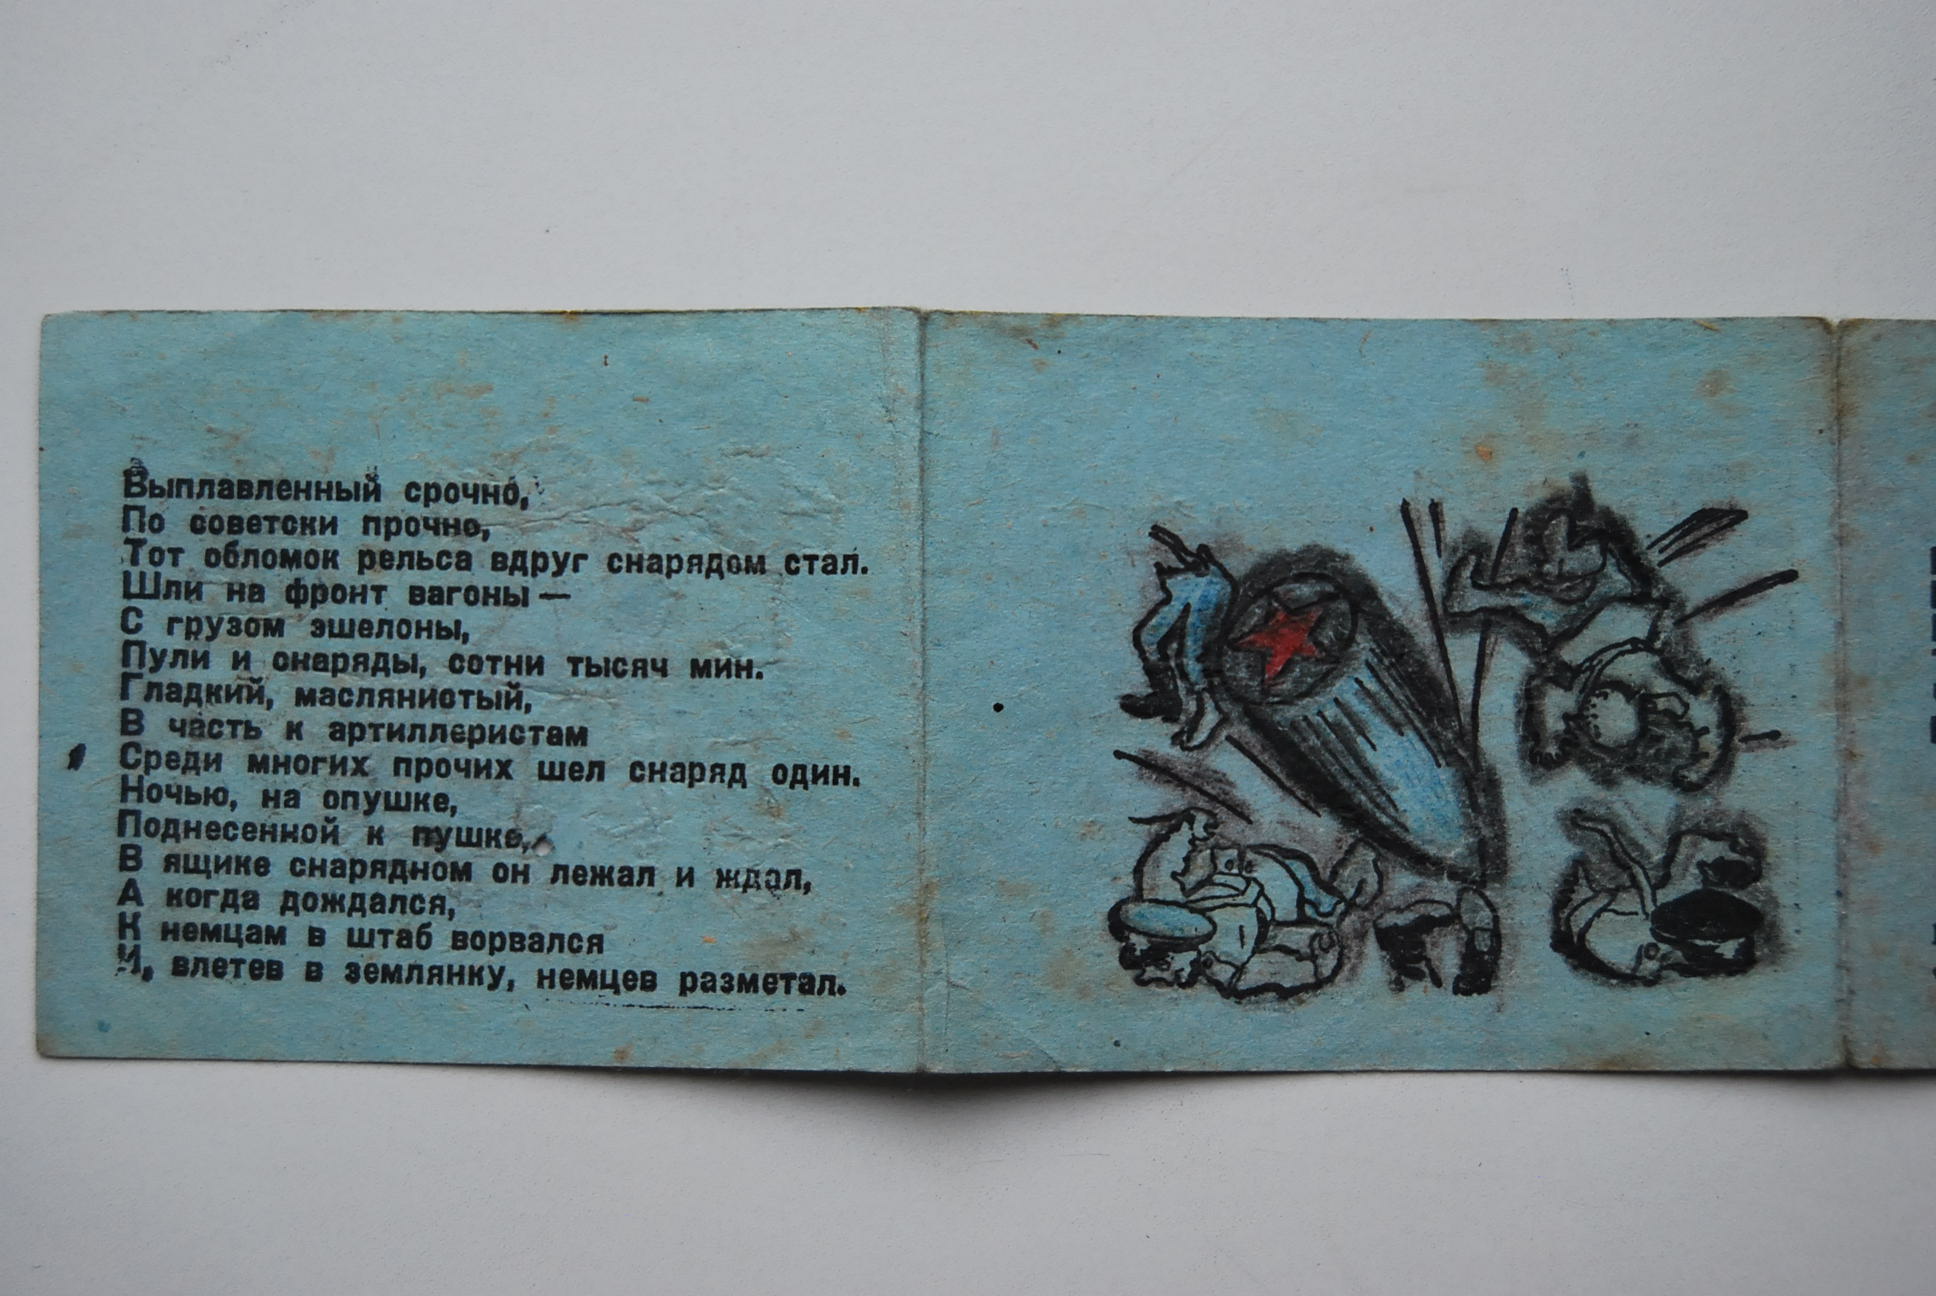 Выплавленный срочно,
По советски прочно,
Тот обломок рельса вдруг снарядом стал.
Шли на фронт вагоны —
С грузом эшелоны,
Пули и снаряды, сотни тысяч мин.
Гладкий, маслянистый,
В часть к артиллеристам
Среди многих прочих шел снаряд один.
Ночью, на опушке,
Поднесенной к пушке,
В ящике снарядном он лежал и ждал,
А когда дождался,
К немцам в штаб ворвался
И, влетев в землянку, немцев разметал.